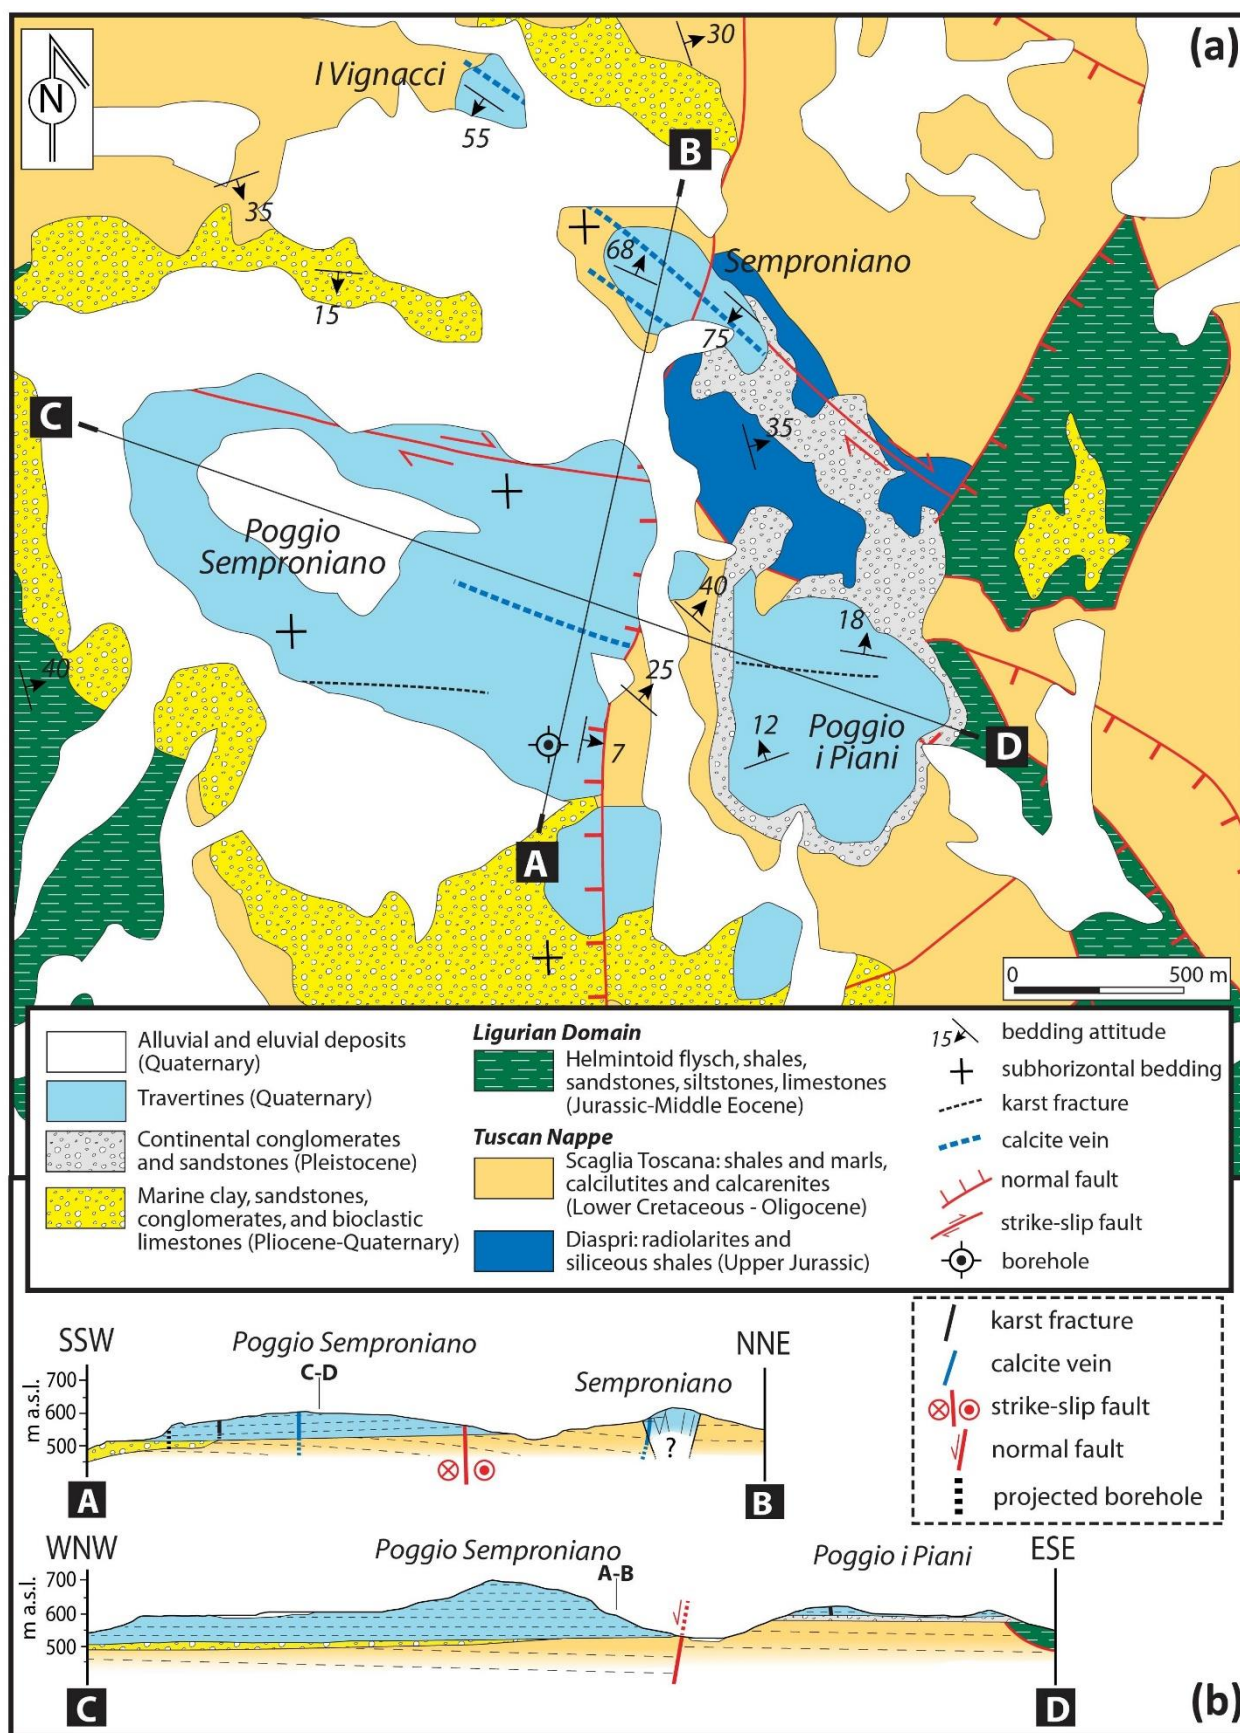 (a)
N
30
I Vignacci
55
B
35
68
Semproniano
15
75
C
35
Poggio
Semproniano
40
18
40
25
12
Poggio
i Piani
7
D
A
0 500 m
Alluvial and eluvial deposits
(Quaternary)
Travertines (Quaternary)
Continental conglomerates
and sandstones (Pleistocene)
Marine clay, sandstones,
conglomerates, and bioclastic
limestones (Pliocene-Quaternary)
Ligurian Domain
Helmintoid flysch, shales,
sandstones, siltstones, limestones
(Jurassic-Middle Eocene)
Tuscan Nappe
Scaglia Toscana: shales and marls,
calcilutites and calcarenites
(Lower Cretaceous - Oligocene)
Diaspri: radiolarites and
siliceous shales (Upper Jurassic)
15 bedding attitude
subhorizontal bedding
karst fracture
calcite vein
normal fault
strike-slip fault
borehole
karst fracture
calcite vein
strike-slip fault
normal fault
projected borehole
SSW Poggio Semproniano NNE
C-D
Semproniano
m a.s.l.
700
600
500
?
A B
WNW Poggio Semproniano Poggio i Piani ESE
A-B
m a.s.l.
700
600
500
C D
(b)